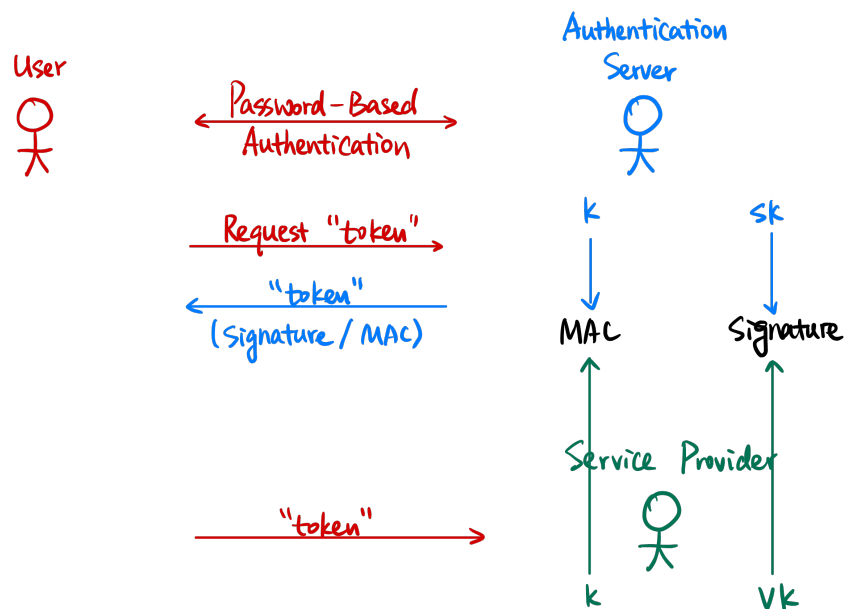 User
Authentication
Server
Password-Based
Authentication
k
sk
Request "token"
"token"
(Signature / MAC)
MAC
Signature
Service Provider
"token"
k
vk